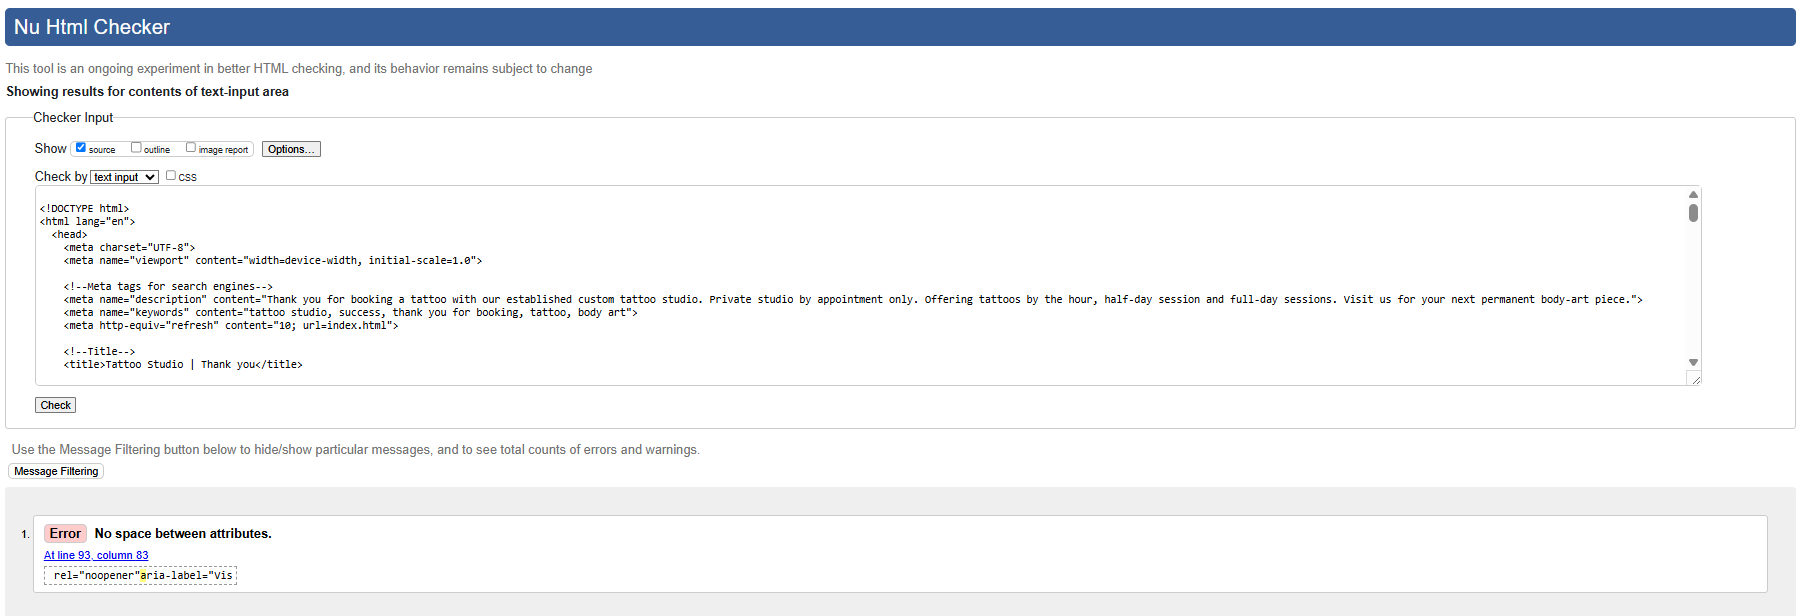 Nu Html Checker
This tool is an ongoing experiment in better HTML checking, and its behavior remains subject to change
Showing results for contents of text-input area
Checker Input
Show source outline image report Options...
Check by text input css
<!DOCTYPE html>
<html lang="en">
<head>
<meta charset="UTF-8">
<meta name="viewport" content="width=device-width, initial-scale=1.0">
<!--Meta tags for search engines-->
<meta name="description" content="Thank you for booking a tattoo with our established custom tattoo studio. Private studio by appointment only. Offering tattoos by the hour, half-day session and full-day sessions. Visit us for your next permanent body-art piece.">
<meta name="keywords" content="tattoo studio, success, thank you for booking, tattoo, body art">
<meta http-equiv="refresh" content="10; url=index.html">
<!--Title-->
<title>Tattoo Studio | Thank you</title>
Check
Use the Message Filtering button below to hide/show particular messages, and to see total counts of errors and warnings.
Message Filtering
1. Error No space between attributes.
At line 93, column 83
rel="noopener"aria-label="Vis